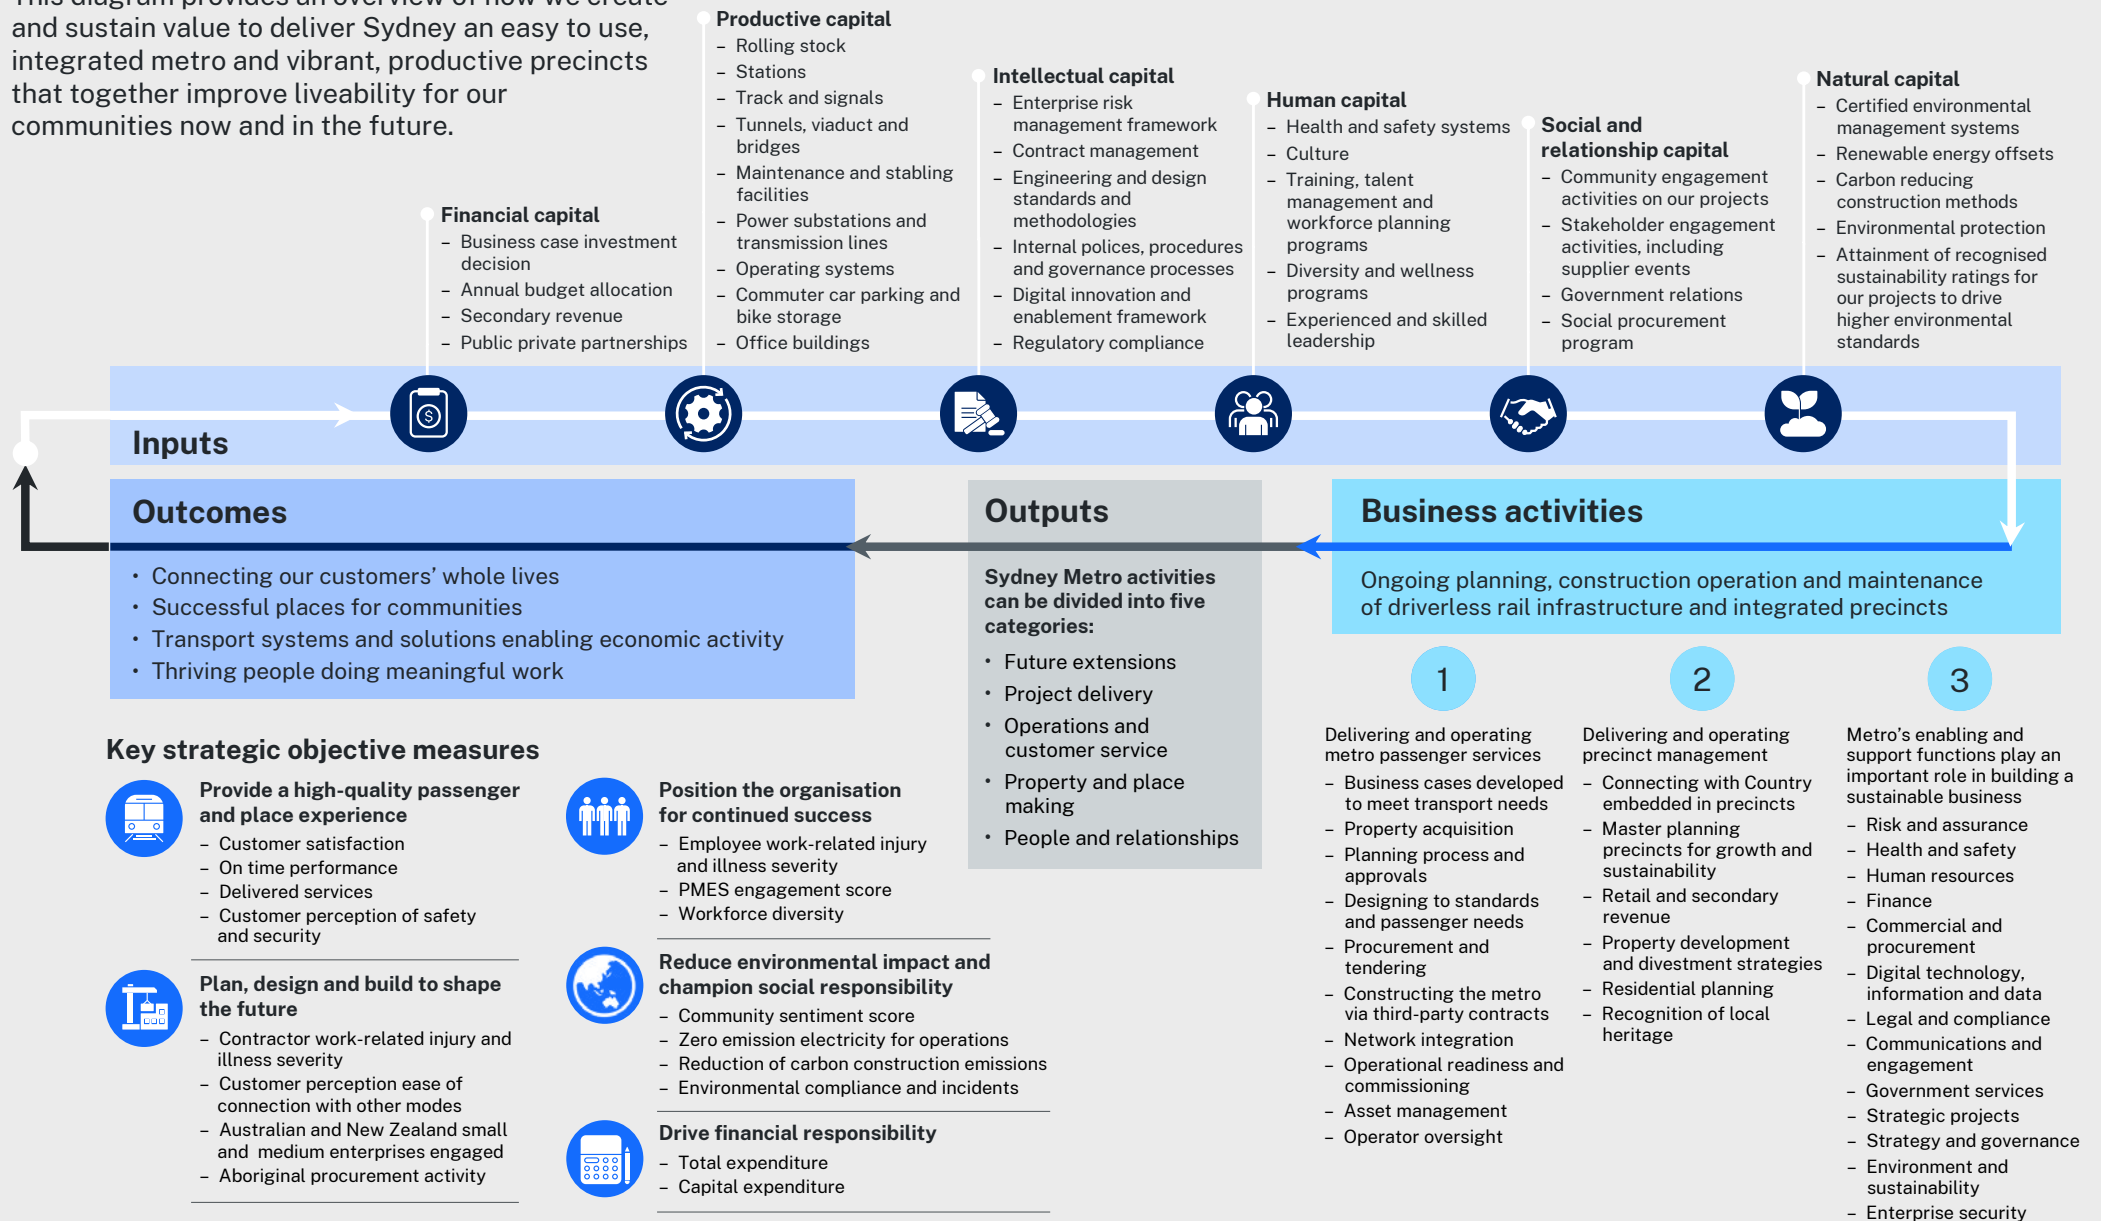 This diagram provides an overview of how we create
and sustain value to deliver Sydney an easy to use,
integrated metro and vibrant, productive precincts
that together improve liveability for our
communities now and in the future.
Financial capital
– Business case investment
decision
– Annual budget allocation
– Secondary revenue
– Public private partnerships
Productive capital
– Rolling stock
– Stations
– Track and signals
– Tunnels, viaduct and
bridges
– Maintenance and stabling
facilities
– Power substations and
transmission lines
– Operating systems
– Commuter car parking and
bike storage
– Office buildings
Intellectual capital
– Enterprise risk
management framework
– Contract management
– Engineering and design
standards and
methodologies
– Internal polices, procedures
and governance processes
– Digital innovation and
enablement framework
– Regulatory compliance
Human capital
– Health and safety systems
– Culture
– Training, talent
management and
workforce planning
programs
– Diversity and wellness
programs
– Experienced and skilled
leadership
Social and
relationship capital
– Community engagement
activities on our projects
– Stakeholder engagement
activities, including
supplier events
– Government relations
– Social procurement
program
Natural capital
– Certified environmental
management systems
– Renewable energy offsets
– Carbon reducing
construction methods
– Environmental protection
– Attainment of recognised
sustainability ratings for
our projects to drive
higher environmental
standards
Inputs
$
Outcomes
• Connecting our customers’ whole lives
• Successful places for communities
• Transport systems and solutions enabling economic activity
• Thriving people doing meaningful work
Outputs
Sydney Metro activities
can be divided into five
categories:
• Future extensions
• Project delivery
• Operations and
customer service
• Property and place
making
• People and relationships
Business activities
Ongoing planning, construction operation and maintenance
of driverless rail infrastructure and integrated precincts
1
Delivering and operating
metro passenger services
– Business cases developed
to meet transport needs
– Property acquisition
– Planning process and
approvals
– Designing to standards
and passenger needs
– Procurement and
tendering
– Constructing the metro
via third-party contracts
– Network integration
– Operational readiness and
commissioning
– Asset management
– Operator oversight
2
Delivering and operating
precinct management
– Connecting with Country
embedded in precincts
– Master planning
precincts for growth and
sustainability
– Retail and secondary
revenue
– Property development
and divestment strategies
– Residential planning
– Recognition of local
heritage
3
Metro’s enabling and
support functions play an
important role in building a
sustainable business
– Risk and assurance
– Health and safety
– Human resources
– Finance
– Commercial and
procurement
– Digital technology,
information and data
– Legal and compliance
– Communications and
engagement
– Government services
– Strategic projects
– Strategy and governance
– Environment and
sustainability
– Enterprise security
Key strategic objective measures
Provide a high-quality passenger
and place experience
– Customer satisfaction
– On time performance
– Delivered services
– Customer perception of safety
and security
Plan, design and build to shape
the future
– Contractor work-related injury and
illness severity
– Customer perception ease of
connection with other modes
– Australian and New Zealand small
and medium enterprises engaged
– Aboriginal procurement activity
Position the organisation
for continued success
– Employee work-related injury
and illness severity
– PMES engagement score
– Workforce diversity
Reduce environmental impact and
champion social responsibility
– Community sentiment score
– Zero emission electricity for operations
– Reduction of carbon construction emissions
– Environmental compliance and incidents
Drive financial responsibility
– Total expenditure
– Capital expenditure